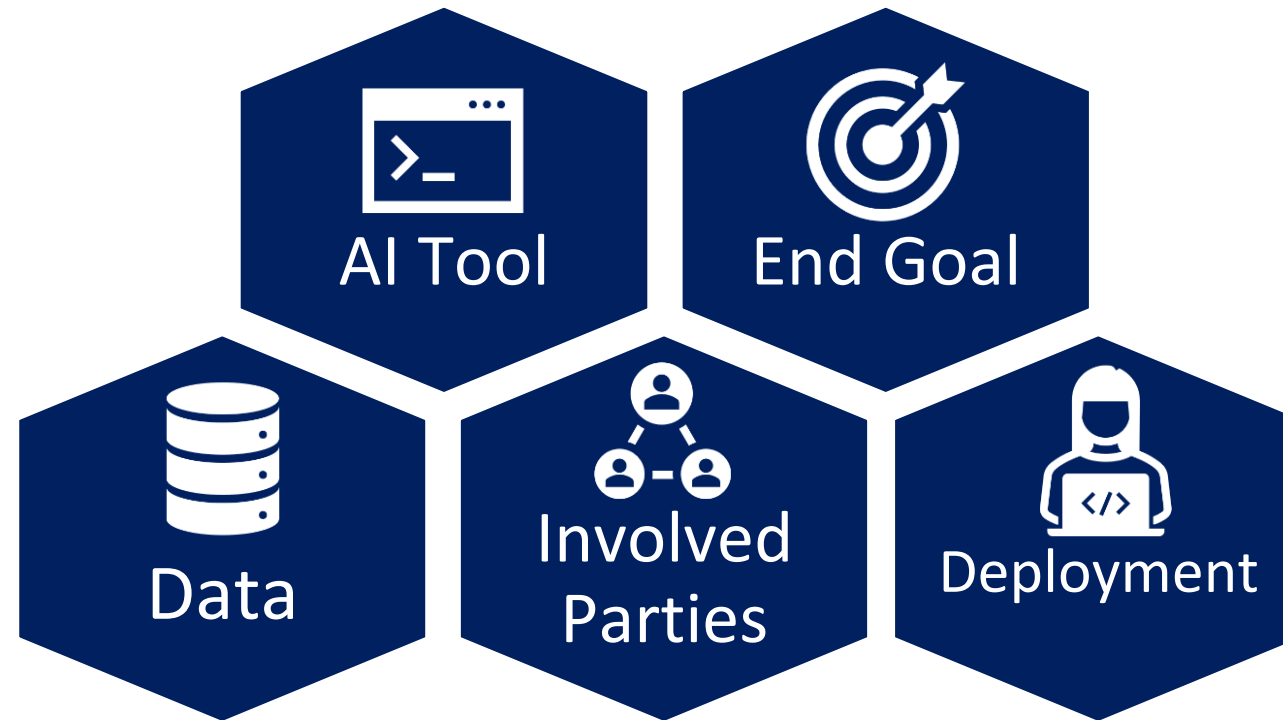 AI Tool
End Goal
Data
Involved
Parties
Deployment